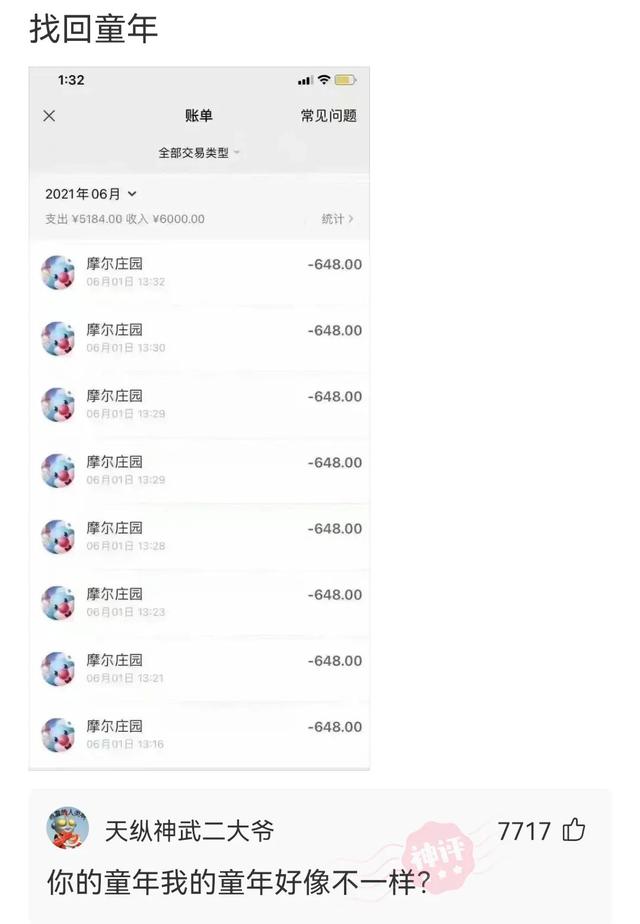 找回童年
1:32
账单
常见问题
全部交易类型
2021年06月
支出 ¥5184.00 收入 ¥6000.00
统计
摩尔庄园
-648.00
06月01日 13:32
摩尔庄园
-648.00
06月01日 13:30
摩尔庄园
-648.00
06月01日 13:29
摩尔庄园
-648.00
06月01日 13:29
摩尔庄园
-648.00
06月01日 13:28
摩尔庄园
-648.00
06月01日 13:23
摩尔庄园
-648.00
06月01日 13:21
摩尔庄园
-648.00
06月01日 13:16
天纵神武二大爷
7717
神评
你的童年我的童年好像不一样?